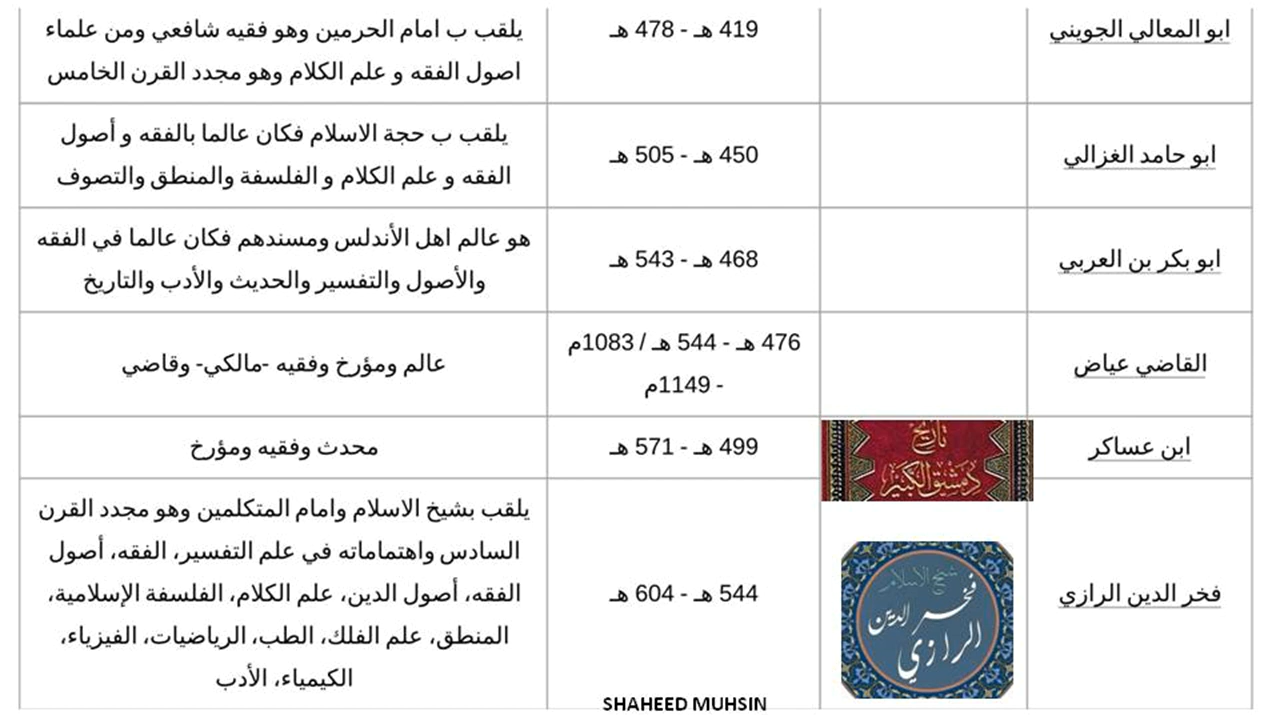 ابو المعالي الجويني
419 هـ - 478 هـ
يلقب ب امام الحرمين وهو فقيه شافعي ومن علماء
اصول الفقه و علم الكلام وهو مجدد القرن الخامس
ابو حامد الغزالي
450 هـ - 505 هـ
يلقب ب حجة الاسلام فكان عالما بالفقه و أصول
الفقه و علم الكلام و الفلسفة والمنطق والتصوف
ابو بكر بن العربي
468 هـ - 543 هـ
هو عالم اهل الأندلس ومسندهم فكان عالما في الفقه
والأصول والتفسير والحديث والأدب والتاريخ
القاضي عياض
476 هـ - 544 هـ / 1083م
- 1149م
عالم ومؤرخ وفقيه -مالكي- وقاضي
ابن عساكر
تاريخ
دمشق الكبير
499 هـ - 571 هـ
محدث وفقيه ومؤرخ
فخر الدين الرازي
شيخ الاسلام
فخر الدين
الرازي
544 هـ - 604 هـ
يلقب بشيخ الاسلام وامام المتكلمين وهو مجدد القرن
السادس واهتماماته في علم التفسير، الفقه، أصول
الفقه، أصول الدين، علم الكلام، الفلسفة الإسلامية،
المنطق، علم الفلك، الطب، الرياضيات، الفيزياء،
الكيمياء، الأدب
SHAHEED MUHSIN